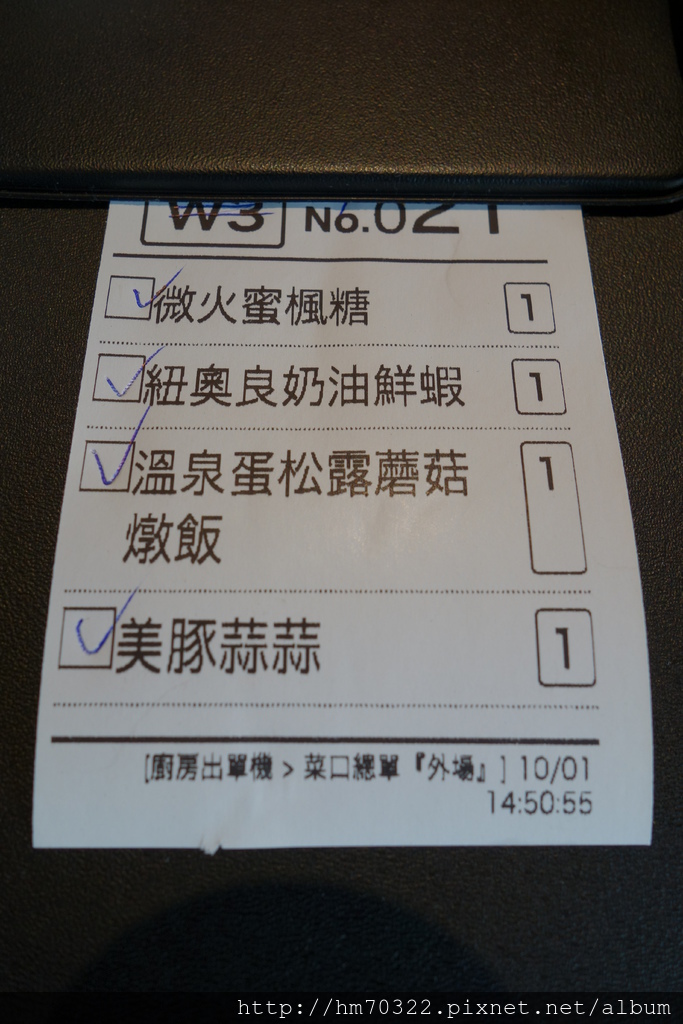 W3 No.021
微火蜜楓糖 1
紐奧良奶油鮮蝦 1
溫泉蛋松露蘑菇 1
燉飯
美豚蒜蒜 1
[廚房出單機 > 菜口總單『外場』] 10/01
14:50:55
http://hm70322.pixnet.net/album